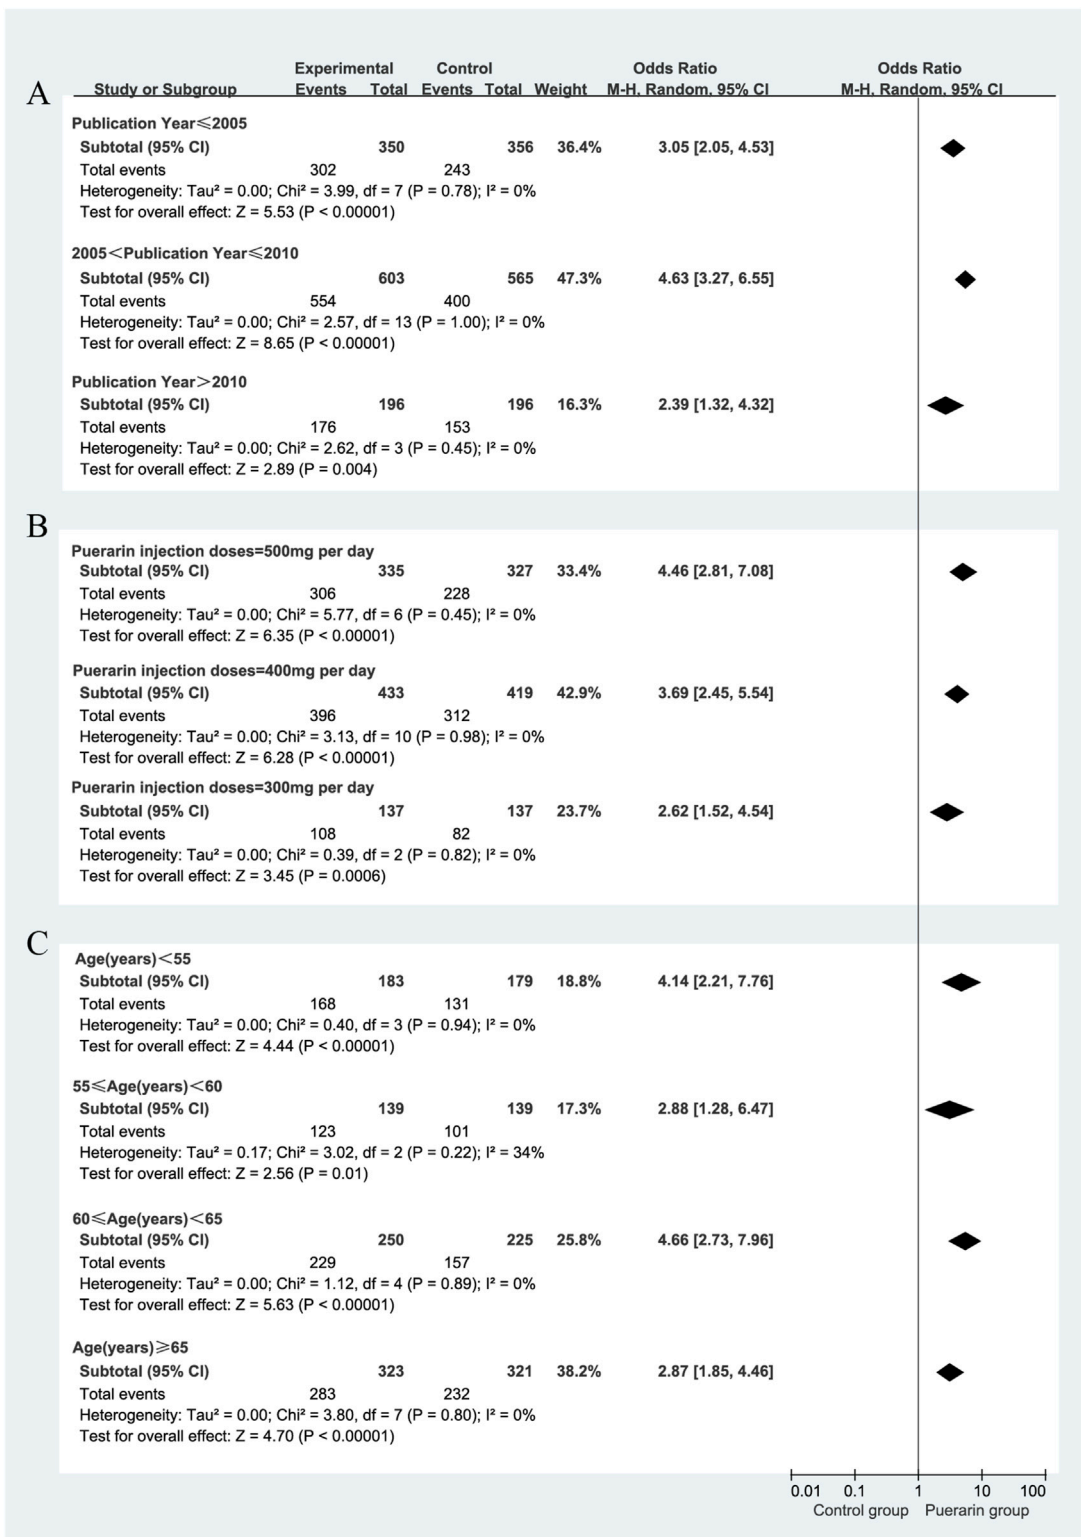 Experimental Control Odds Ratio Odds Ratio
A Study or Subgroup Events Total Events Total Weight M-H, Random, 95% CI M-H, Random, 95% CI
Publication Year≤2005
Subtotal (95% CI) 350 356 36.4% 3.05 [2.05, 4.53]
Total events 302 243
Heterogeneity: Tau² = 0.00; Chi² = 3.99, df = 7 (P = 0.78); I² = 0%
Test for overall effect: Z = 5.53 (P < 0.00001)
2005<Publication Year≤2010
Subtotal (95% CI) 603 565 47.3% 4.63 [3.27, 6.55]
Total events 554 400
Heterogeneity: Tau² = 0.00; Chi² = 2.57, df = 13 (P = 1.00); I² = 0%
Test for overall effect: Z = 8.65 (P < 0.00001)
Publication Year>2010
Subtotal (95% CI) 196 196 16.3% 2.39 [1.32, 4.32]
Total events 176 153
Heterogeneity: Tau² = 0.00; Chi² = 2.62, df = 3 (P = 0.45); I² = 0%
Test for overall effect: Z = 2.89 (P = 0.004)
B
Puerarin injection doses=500mg per day
Subtotal (95% CI) 335 327 33.4% 4.46 [2.81, 7.08]
Total events 306 228
Heterogeneity: Tau² = 0.00; Chi² = 5.77, df = 6 (P = 0.45); I² = 0%
Test for overall effect: Z = 6.35 (P < 0.00001)
Puerarin injection doses=400mg per day
Subtotal (95% CI) 433 419 42.9% 3.69 [2.45, 5.54]
Total events 396 312
Heterogeneity: Tau² = 0.00; Chi² = 3.13, df = 10 (P = 0.98); I² = 0%
Test for overall effect: Z = 6.28 (P < 0.00001)
Puerarin injection doses=300mg per day
Subtotal (95% CI) 137 137 23.7% 2.62 [1.52, 4.54]
Total events 108 82
Heterogeneity: Tau² = 0.00; Chi² = 0.39, df = 2 (P = 0.82); I² = 0%
Test for overall effect: Z = 3.45 (P = 0.0006)
C
Age(years)<55
Subtotal (95% CI) 183 179 18.8% 4.14 [2.21, 7.76]
Total events 168 131
Heterogeneity: Tau² = 0.00; Chi² = 0.40, df = 3 (P = 0.94); I² = 0%
Test for overall effect: Z = 4.44 (P < 0.00001)
55≤Age(years)<60
Subtotal (95% CI) 139 139 17.3% 2.88 [1.28, 6.47]
Total events 123 101
Heterogeneity: Tau² = 0.17; Chi² = 3.02, df = 2 (P = 0.22); I² = 34%
Test for overall effect: Z = 2.56 (P = 0.01)
60≤Age(years)<65
Subtotal (95% CI) 250 225 25.8% 4.66 [2.73, 7.96]
Total events 229 157
Heterogeneity: Tau² = 0.00; Chi² = 1.12, df = 4 (P = 0.89); I² = 0%
Test for overall effect: Z = 5.63 (P < 0.00001)
Age(years)≥65
Subtotal (95% CI) 323 321 38.2% 2.87 [1.85, 4.46]
Total events 283 232
Heterogeneity: Tau² = 0.00; Chi² = 3.80, df = 7 (P = 0.80); I² = 0%
Test for overall effect: Z = 4.70 (P < 0.00001)
0.01 0.1 1 10 100
Control group Puerarin group